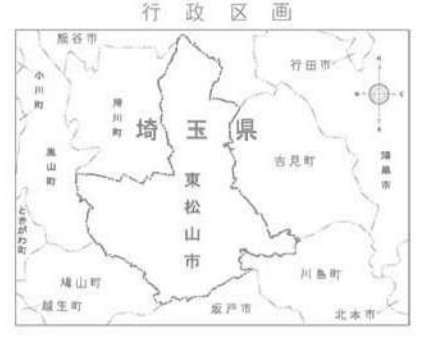 行政区画
熊谷市
行田市
小川町
滑川町
埼玉県
嵐山町
吉見町
鴻巣市
東松山市
ときがわ町
鳩山町
川島町
越生町
坂戸市
北本市